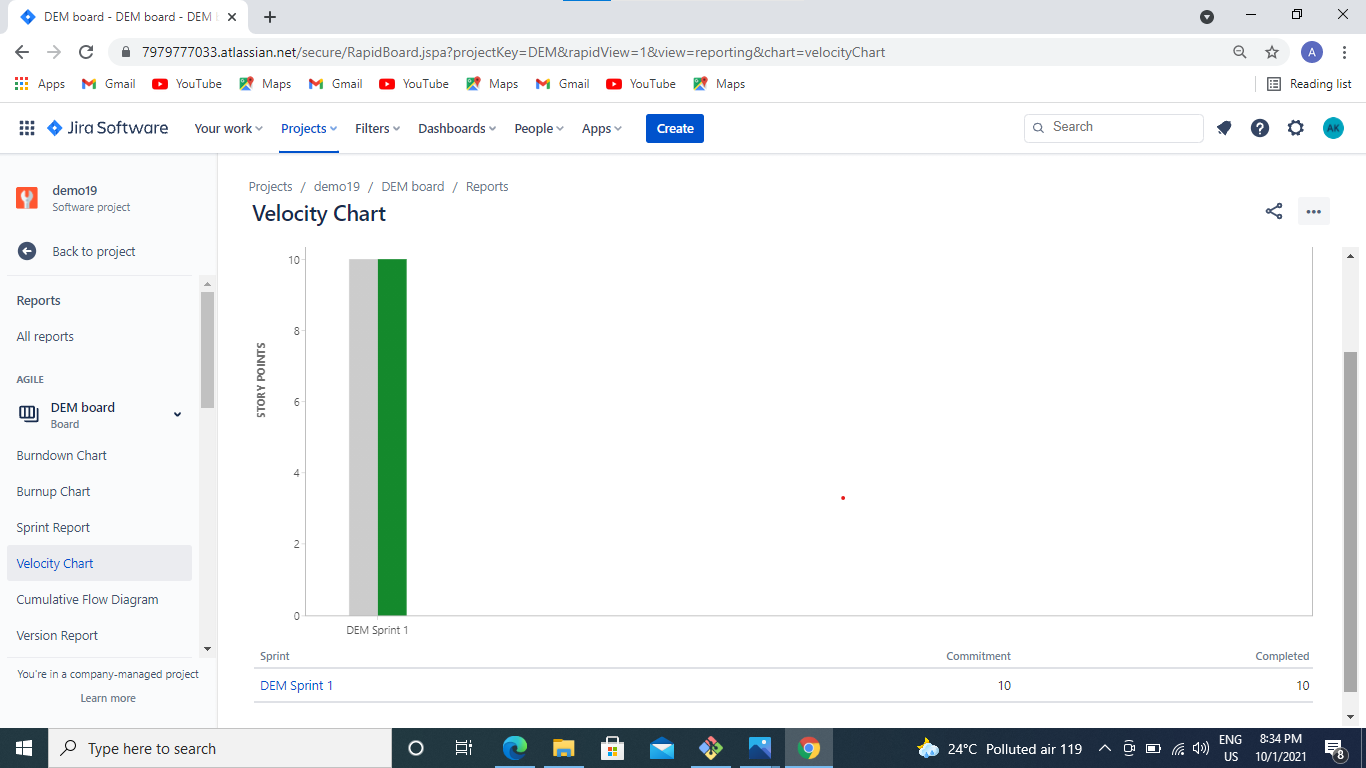 DEM board - DEM board - DEM
7979777033.atlassian.net/secure/RapidBoard.jspa?projectKey=DEM&rapidView=1&view=reporting&chart=velocityChart
A
Apps Gmail YouTube Maps Gmail YouTube Maps Gmail YouTube Maps Reading list
Jira Software Your work Projects Filters Dashboards People Apps Create Search AK
demo19
Software project
Back to project
Reports
All reports
AGILE
DEM board
Board
Burndown Chart
Burnup Chart
Sprint Report
Velocity Chart
Cumulative Flow Diagram
Version Report
You're in a company-managed project
Learn more
Projects / demo19 / DEM board / Reports
Velocity Chart
STORY POINTS
10
8
6
4
2
0
DEM Sprint 1
Sprint Commitment Completed
DEM Sprint 1 10 10
Type here to search
24°C Polluted air 119
ENG
US
8:34 PM
10/1/2021
8